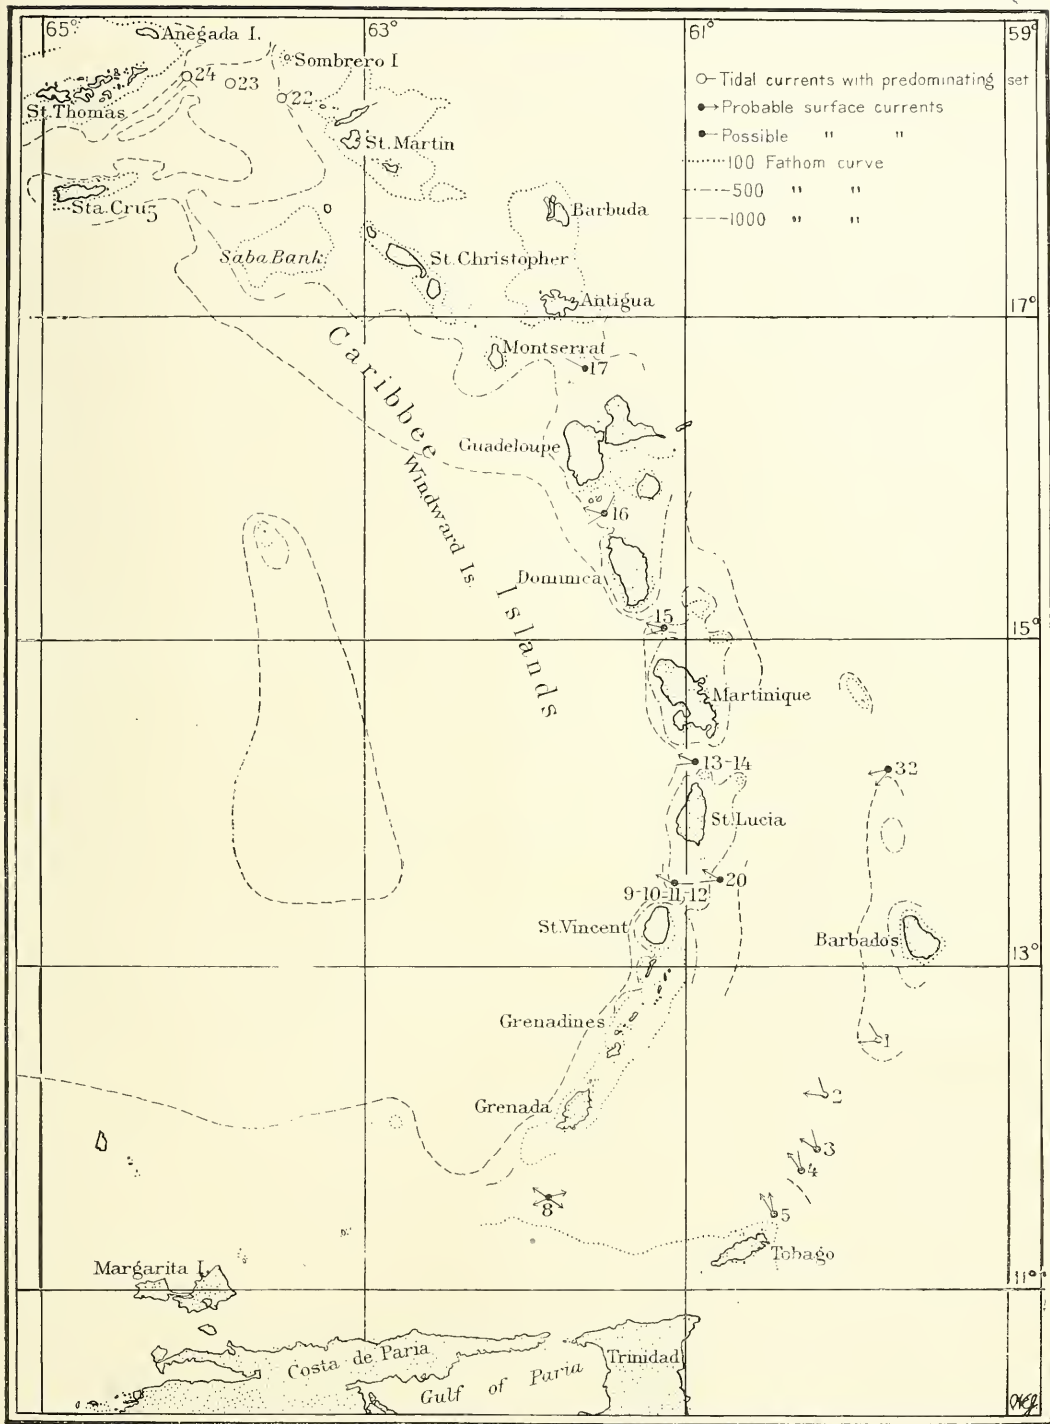 65°
63°
61°
59°
Anegada I.
Sombrero I
24
23
22
St. Thomas
St. Martin
○–Tidal currents with predominating set
●→Probable surface currents
●–Possible " "
········100 Fathom curve
–·–·–500 " "
– – – –1000 " "
Sta. Cruz
Barbuda
Saba Bank
St. Christopher
Antigua
17°
Caribbee
Montserrat
17
Guadeloupe
Windward Is.
16
Dominica
Islands
15
15°
Martinique
13-14
32
St. Lucia
20
9-10-11-12
St. Vincent
Barbados
13°
Grenadines
1
2
Grenada
3
4
8
5
Tobago
Margarita I.
11°
Costa de Paria
Trinidad
Gulf of Paria